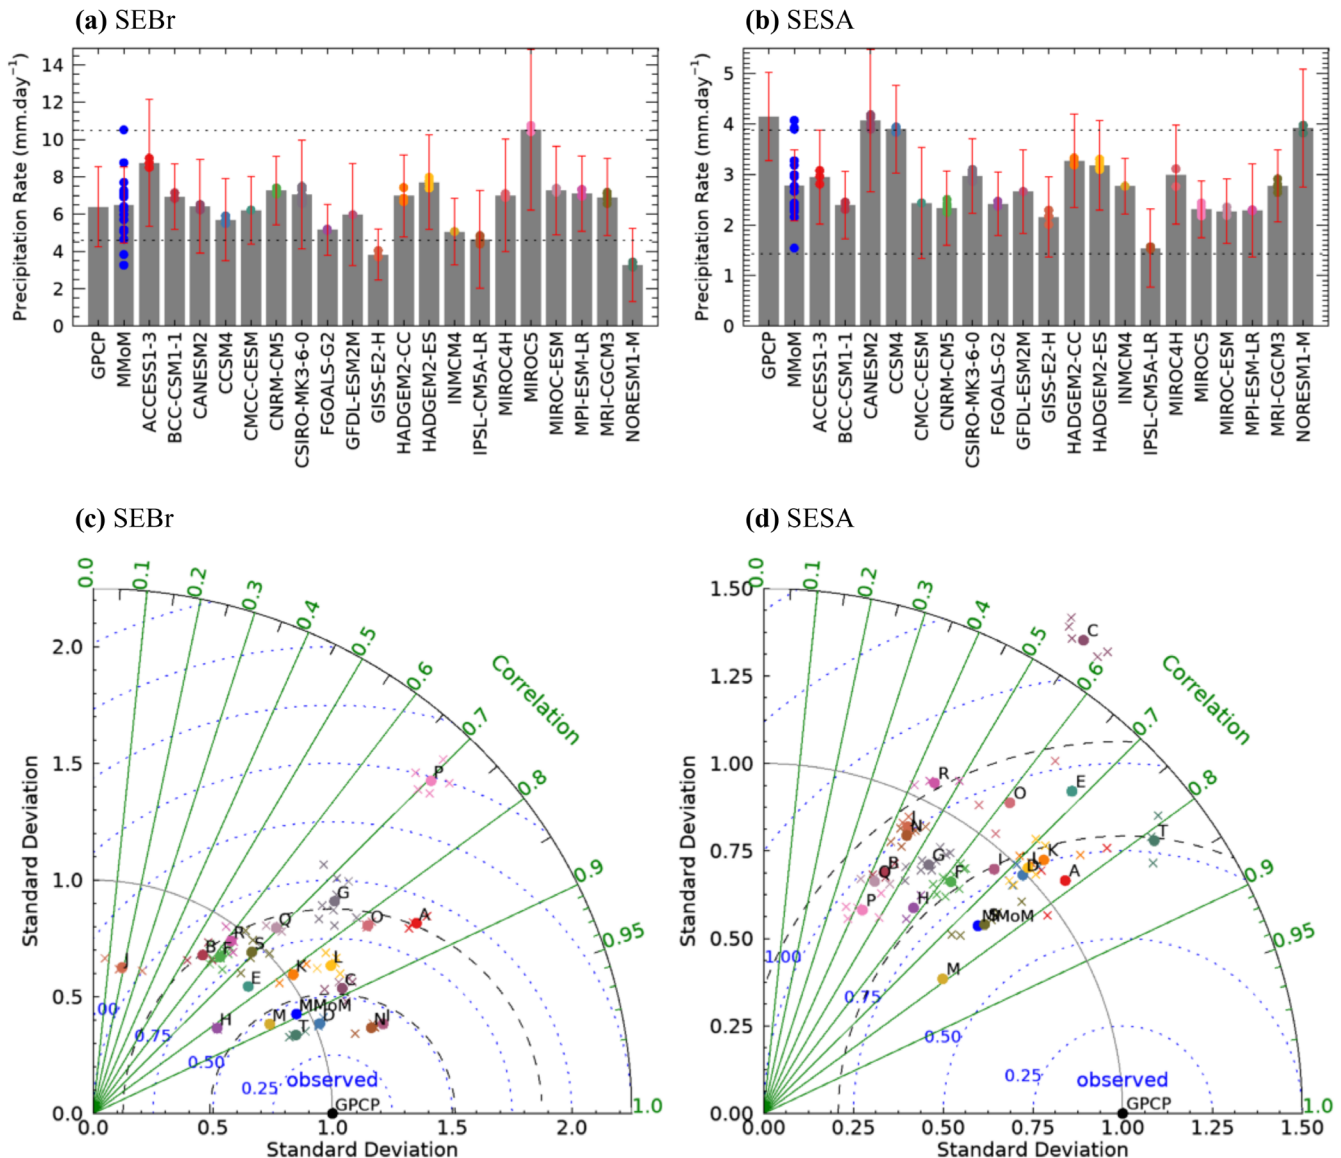 (a) SEBr
(b) SESA
Precipitation Rate (mm.day⁻¹)
14
12
10
8
6
4
2
0
GPCP
MMoM
ACCESS1-3
BCC-CSM1-1
CANESM2
CCSM4
CMCC-CESM
CNRM-CM5
CSIRO-MK3-6-0
FGOALS-G2
GFDL-ESM2M
GISS-E2-H
HADGEM2-CC
HADGEM2-ES
INMCM4
IPSL-CM5A-LR
MIROC4H
MIROC5
MIROC-ESM
MPI-ESM-LR
MRI-CGCM3
NORESM1-M
Precipitation Rate (mm.day⁻¹)
5
4
3
2
1
0
GPCP
MMoM
ACCESS1-3
BCC-CSM1-1
CANESM2
CCSM4
CMCC-CESM
CNRM-CM5
CSIRO-MK3-6-0
FGOALS-G2
GFDL-ESM2M
GISS-E2-H
HADGEM2-CC
HADGEM2-ES
INMCM4
IPSL-CM5A-LR
MIROC4H
MIROC5
MIROC-ESM
MPI-ESM-LR
MRI-CGCM3
NORESM1-M
(c) SEBr
(d) SESA
0.0
0.1
0.2
0.3
0.4
0.5
0.6
0.7
0.8
0.9
0.95
1.0
Correlation
Standard Deviation
2.0
1.5
1.0
0.5
0.0
P
G
Q
O
A
R
B
F
S
J
E
K
L
C
H
M
MMoM
T
D
N
I
00
0.75
0.50
0.25
observed
GPCP
0.0
0.5
1.0
1.5
2.0
Standard Deviation
0.0
0.1
0.2
0.3
0.4
0.5
0.6
0.7
0.8
0.9
0.95
1.0
Correlation
Standard Deviation
1.50
1.25
1.00
0.75
0.50
0.25
0.00
C
R
O
E
J
N
T
B
Q
G
F
I
L
D
K
A
P
H
MMoM
M
1.00
0.75
0.50
0.25
observed
GPCP
0.00
0.25
0.50
0.75
1.00
1.25
1.50
Standard Deviation